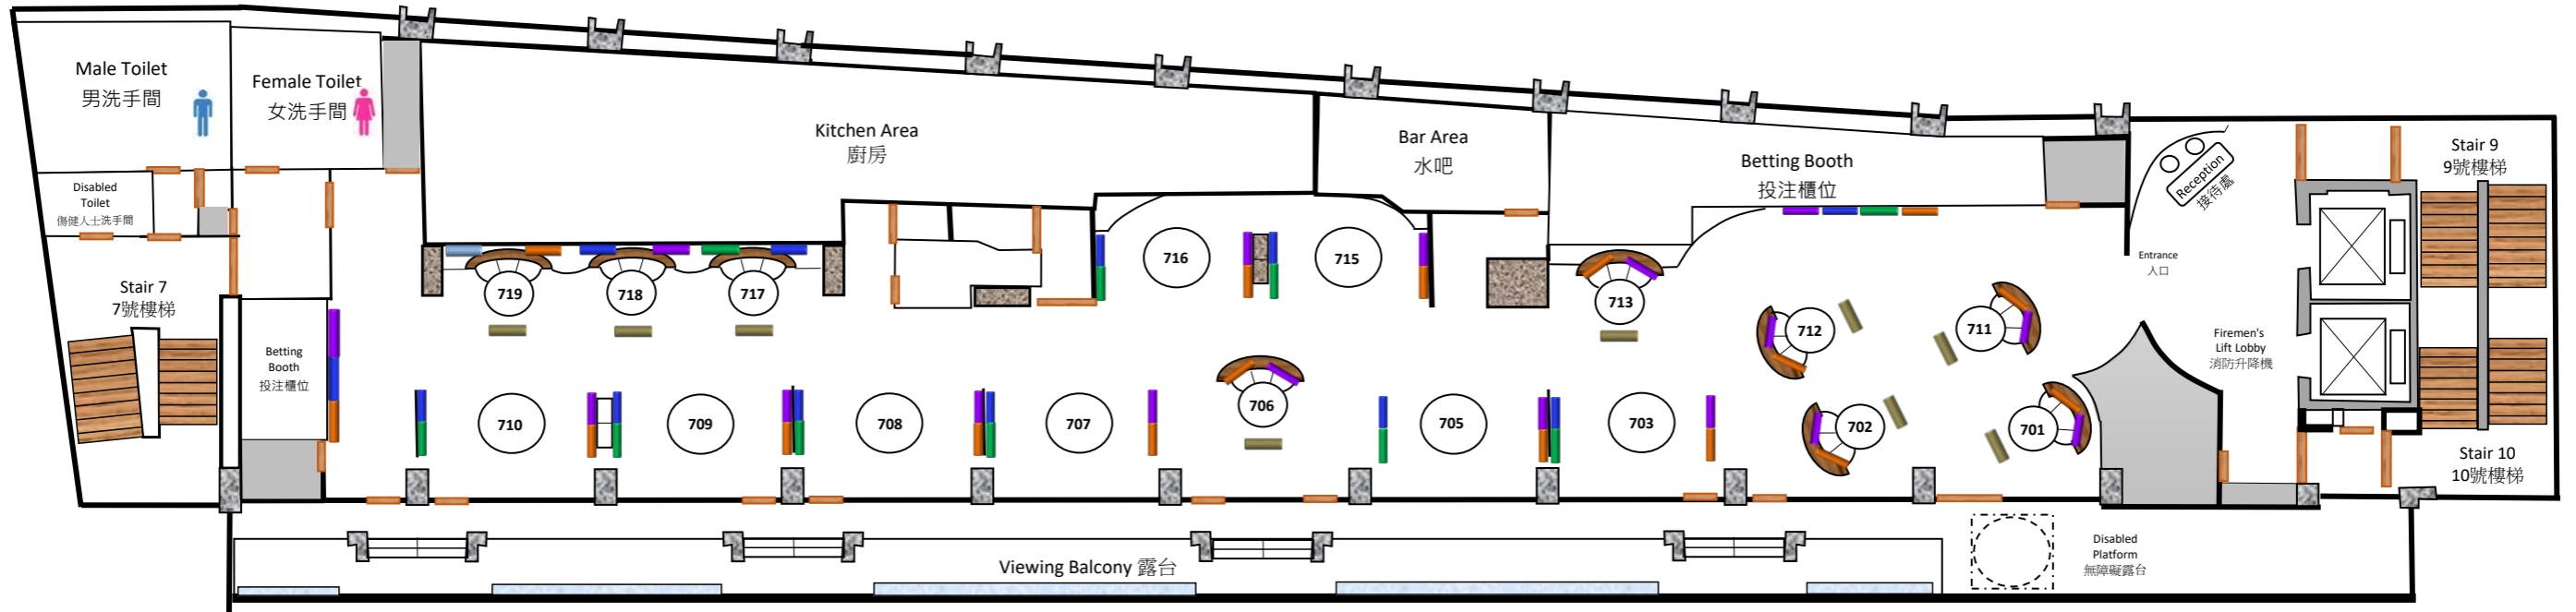 Male Toilet
男洗手間
Female Toilet
女洗手間
Kitchen Area
廚房
Bar Area
水吧
Betting Booth
投注櫃位
Reception
接待處
Stair 9
9號樓梯
Disabled
Toilet
傷健人士洗手間
Entrance
入口
Stair 7
7號樓梯
716
715
719
718
717
713
712
711
Firemen's
Lift Lobby
消防升降機
Betting
Booth
投注櫃位
710
709
708
707
706
705
703
702
701
Stair 10
10號樓梯
Viewing Balcony 露台
Disabled
Platform
無障礙露台